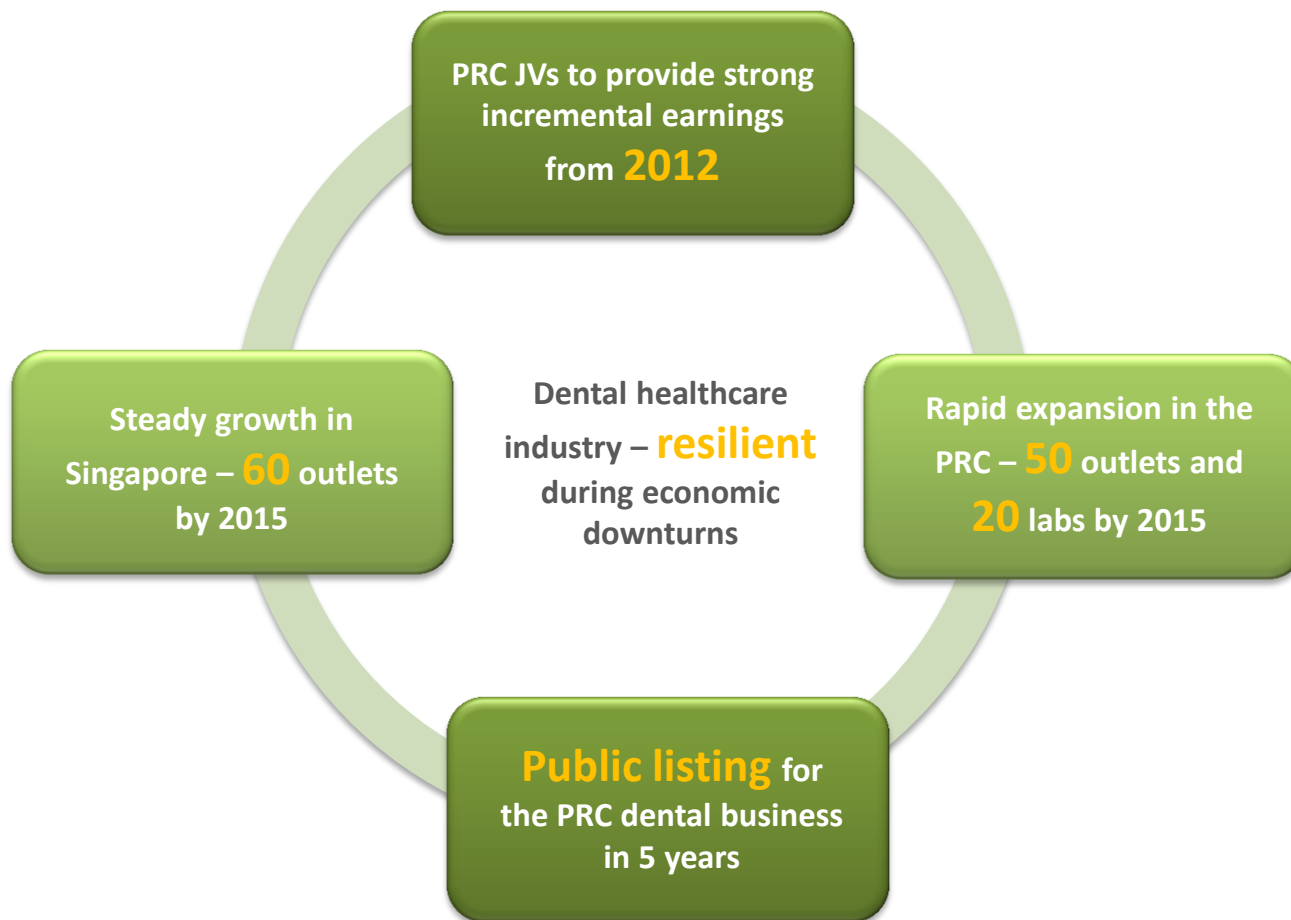 PRC JVs to provide strong
incremental earnings
from 2012
Steady growth in
Singapore – 60 outlets
by 2015
Dental healthcare
industry – resilient
during economic
downturns
Rapid expansion in the
PRC – 50 outlets and
20 labs by 2015
Public listing for
the PRC dental business
in 5 years